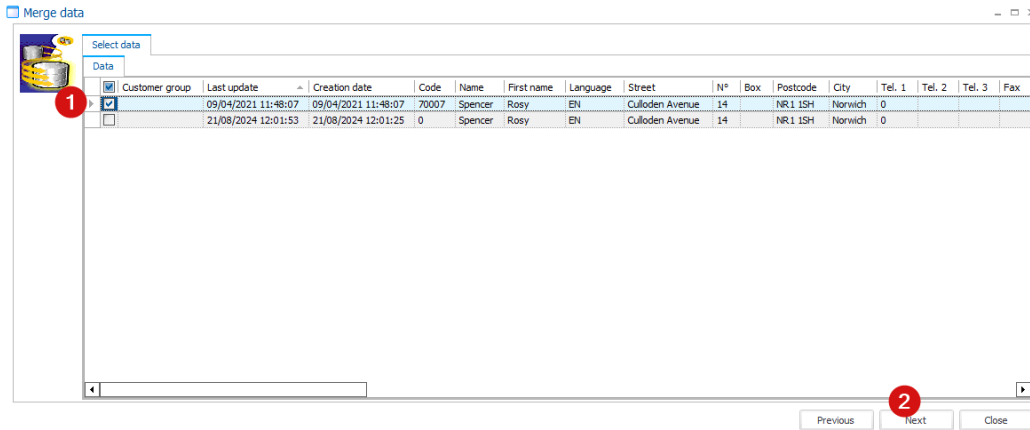 Merge data
Select data
Data
Customer group Last update Creation date Code Name First name Language Street N° Box Postcode City Tel. 1 Tel. 2 Tel. 3 Fax
1
09/04/2021 11:48:07 09/04/2021 11:48:07 70007 Spencer Rosy EN Culloden Avenue 14 NR1 1SH Norwich 0
21/08/2024 12:01:53 21/08/2024 12:01:25 0 Spencer Rosy EN Culloden Avenue 14 NR1 1SH Norwich 0
2
Previous Next Close